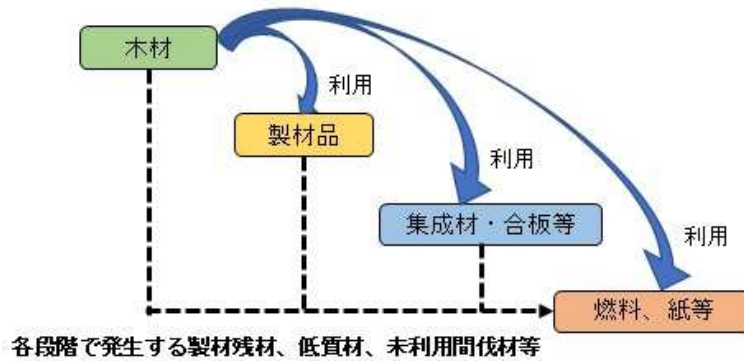 木材
利用
製材品
利用
集成材・合板等
利用
燃料、紙等
各段階で発生する製材残材、低質材、未利用間伐材等